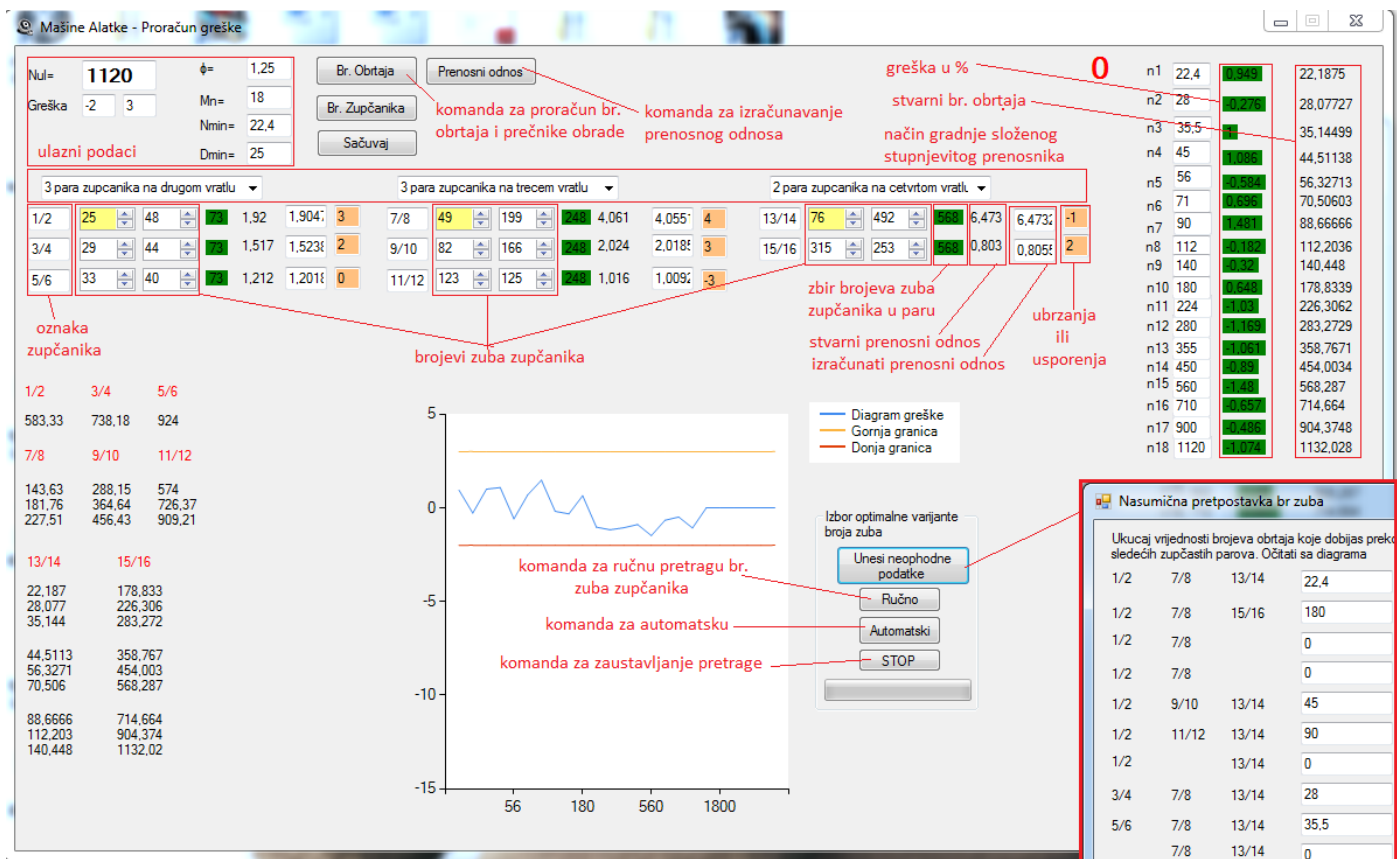 Mašine Alatke - Proračun greške
Nul= 1120 ϕ= 1,25
Greška -2 3 Mn= 18
Nmin= 22,4
ulazni podaci Dmin= 25
Br. Obrtaja Prenosni odnos
Br. Zupčanika
Sačuvaj
komanda za proračun br.
obrtaja i prečnike obrade
komanda za izračunavanje
prenosnog odnosa
greška u %
stvarni br. obrtaja
način gradnje složenog
stupnjevitog prenosnika
0
n1 22,4 0,949 22,1875
n2 28 -0,276 28,07727
n3 35,5 1 35,14499
n4 45 1,086 44,51138
n5 56 -0,584 56,32713
n6 71 0,696 70,50603
n7 90 1,481 88,66666
n8 112 -0,182 112,2036
n9 140 -0,32 140,448
n10 180 0,648 178,8339
n11 224 -1,03 226,3062
n12 280 -1,169 283,2729
n13 355 -1,061 358,7671
n14 450 -0,89 454,0034
n15 560 -1,48 568,287
n16 710 -0,657 714,664
n17 900 -0,486 904,3748
n18 1120 -1,074 1132,028
3 para zupcanika na drugom vratlu
3 para zupcanika na trecem vratlu
2 para zupcanika na cetvrtom vratlu
1/2 25 48 73 1,92 1,9047 3
3/4 29 44 73 1,517 1,5238 2
5/6 33 40 73 1,212 1,2018 0
7/8 49 199 248 4,061 4,055 4
9/10 82 166 248 2,024 2,0185 3
11/12 123 125 248 1,016 1,0092 -3
13/14 76 492 568 6,473 6,4732 -1
15/16 315 253 568 0,803 0,8055 2
oznaka
zupčanika
brojevi zuba zupčanika
zbir brojeva zuba
zupčanika u paru
stvarni prenosni odnos
izračunati prenosni odnos
ubrzanja
ili
usporenja
1/2 3/4 5/6
583,33 738,18 924
7/8 9/10 11/12
143,63 288,15 574
181,76 364,64 726,37
227,51 456,43 909,21
13/14 15/16
22,187 178,833
28,077 226,306
35,144 283,272
44,5113 358,767
56,3271 454,003
70,506 568,287
88,6666 714,664
112,203 904,374
140,448 1132,02
5
0
-5
-10
-15
56 180 560 1800
Diagram greške
Gornja granica
Donja granica
komanda za ručnu pretragu br.
zuba zupčanika
komanda za automatsku
komanda za zaustavljanje pretrage
Izbor optimalne varijante
broja zuba
Unesi neophodne
podatke
Ručno
Automatski
STOP
Nasumična pretpostavka br zuba
Ukucaj vrijednosti brojeva obrtaja koje dobijas preko
sledećih zupčastih parova. Očitati sa diagrama
1/2 7/8 13/14 22,4
1/2 7/8 15/16 180
1/2 7/8 0
1/2 7/8 0
1/2 9/10 13/14 45
1/2 11/12 13/14 90
1/2 13/14 0
3/4 7/8 13/14 28
5/6 7/8 13/14 35,5
7/8 13/14 0